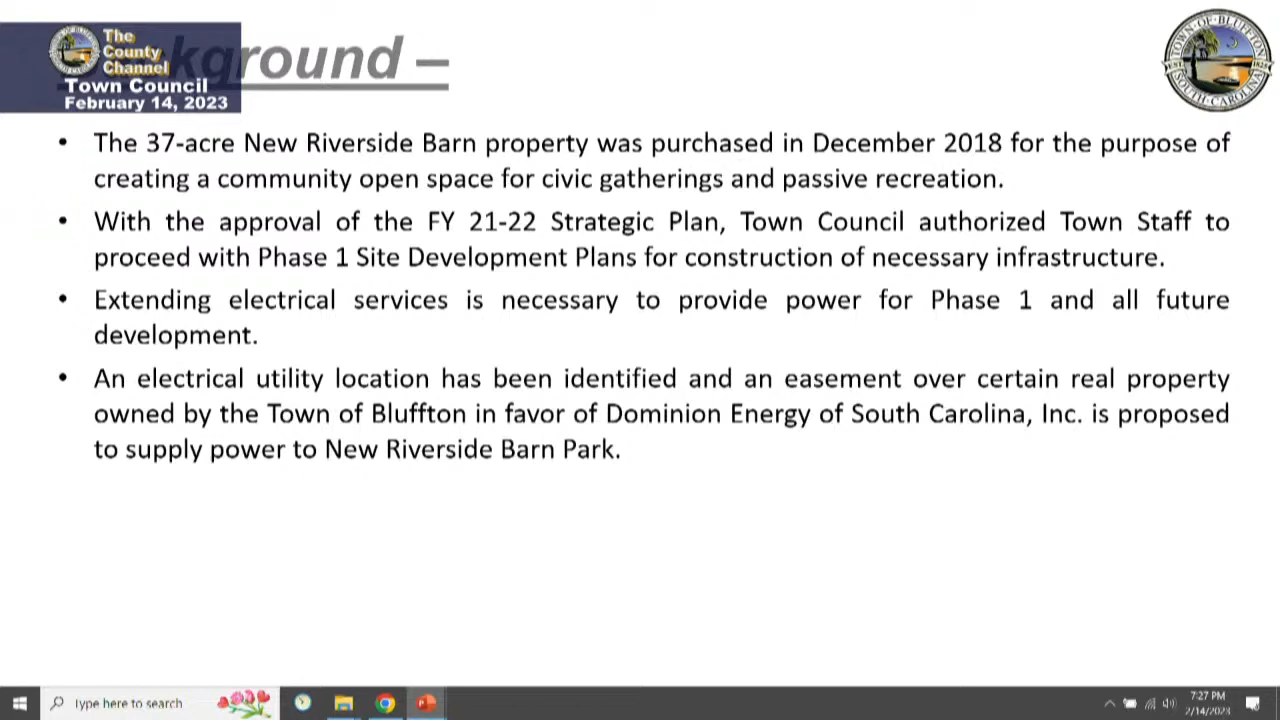 The
County
Channel
Town Council
February 14, 2023
kground –
TOWN OF BLUFFTON
SOUTH CAROLINA
• The 37-acre New Riverside Barn property was purchased in December 2018 for the purpose of
creating a community open space for civic gatherings and passive recreation.
• With the approval of the FY 21-22 Strategic Plan, Town Council authorized Town Staff to
proceed with Phase 1 Site Development Plans for construction of necessary infrastructure.
• Extending electrical services is necessary to provide power for Phase 1 and all future
development.
• An electrical utility location has been identified and an easement over certain real property
owned by the Town of Bluffton in favor of Dominion Energy of South Carolina, Inc. is proposed
to supply power to New Riverside Barn Park.
Type here to search
7:27 PM
2/14/2023